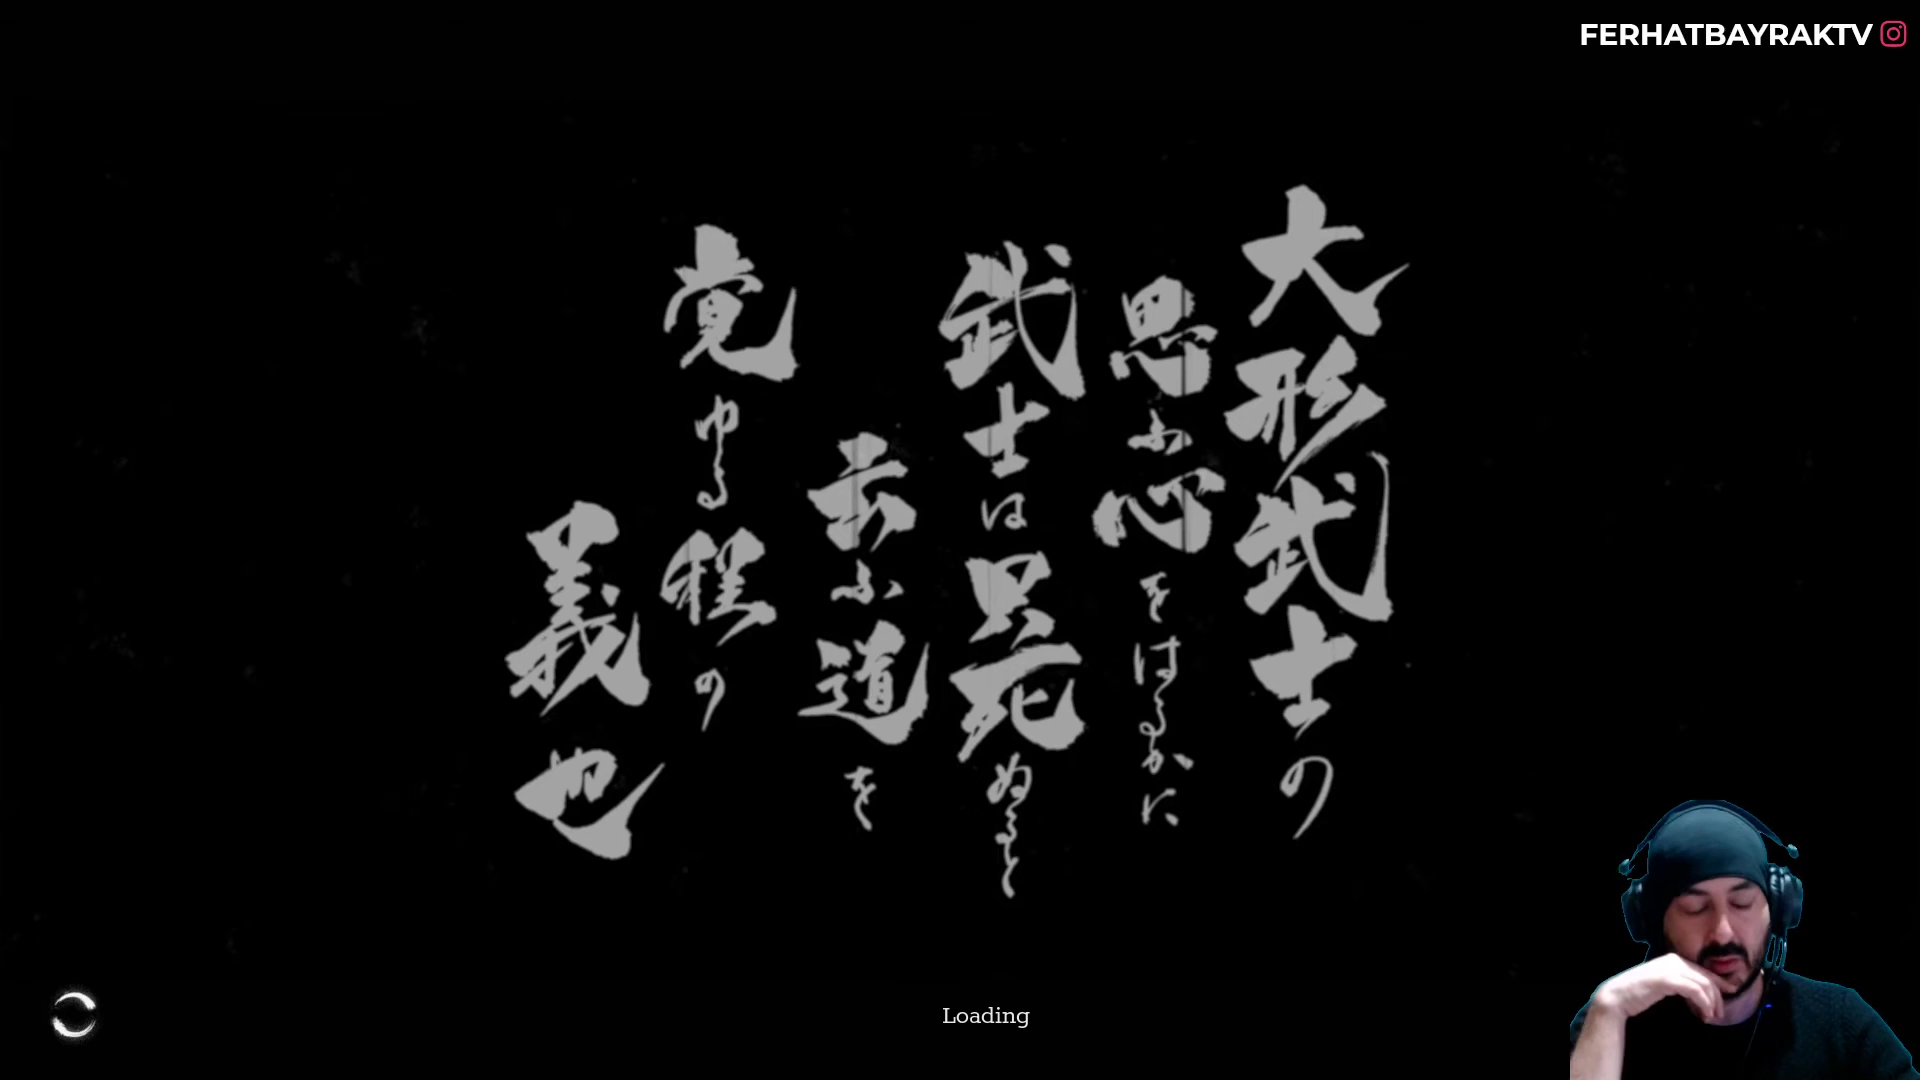 FERHATBAYRAKTV
大形武士の
思ふ心をはるかに
武士は只死ぬると
云ふ道を
覚ゆる程の
義也
Loading